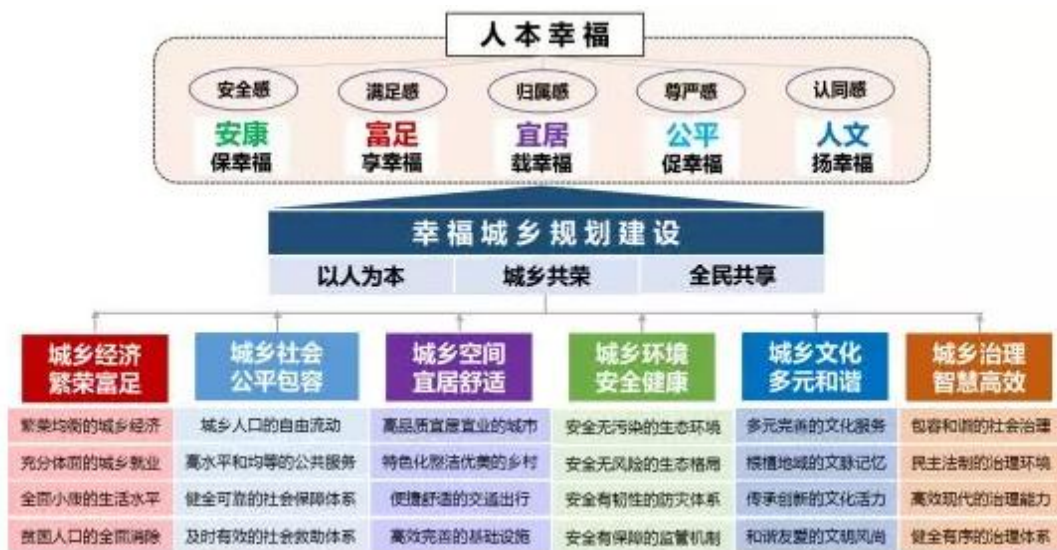 人本幸福
安全感 满足感 归属感 尊严感 认同感
安康 富足 宜居 公平 人文
保幸福 享幸福 载幸福 促幸福 扬幸福
幸福城乡规划建设
以人为本 城乡共荣 全民共享
城乡经济 城乡社会 城乡空间 城乡环境 城乡文化 城乡治理
繁荣富足 公平包容 宜居舒适 安全健康 多元和谐 智慧高效
繁荣均衡的城乡经济 城乡人口的自由流动 高品质宜居宜业的城市 安全无污染的生态环境 多元完善的文化服务 包容和谐的社会治理
充分体面的城乡就业 高水平和均等的公共服务 特色化整洁优美的乡村 安全无风险的生态格局 根植地域的文脉记忆 民主法制的治理环境
全面小康的生活水平 健全可靠的社会保障体系 便捷舒适的交通出行 安全有韧性的防灾体系 传承创新的文化活力 高效现代的治理能力
贫困人口的全面消除 及时有效的社会救助体系 高效完善的基础设施 安全有保障的监管机制 和谐友爱的文明风尚 健全有序的治理体系